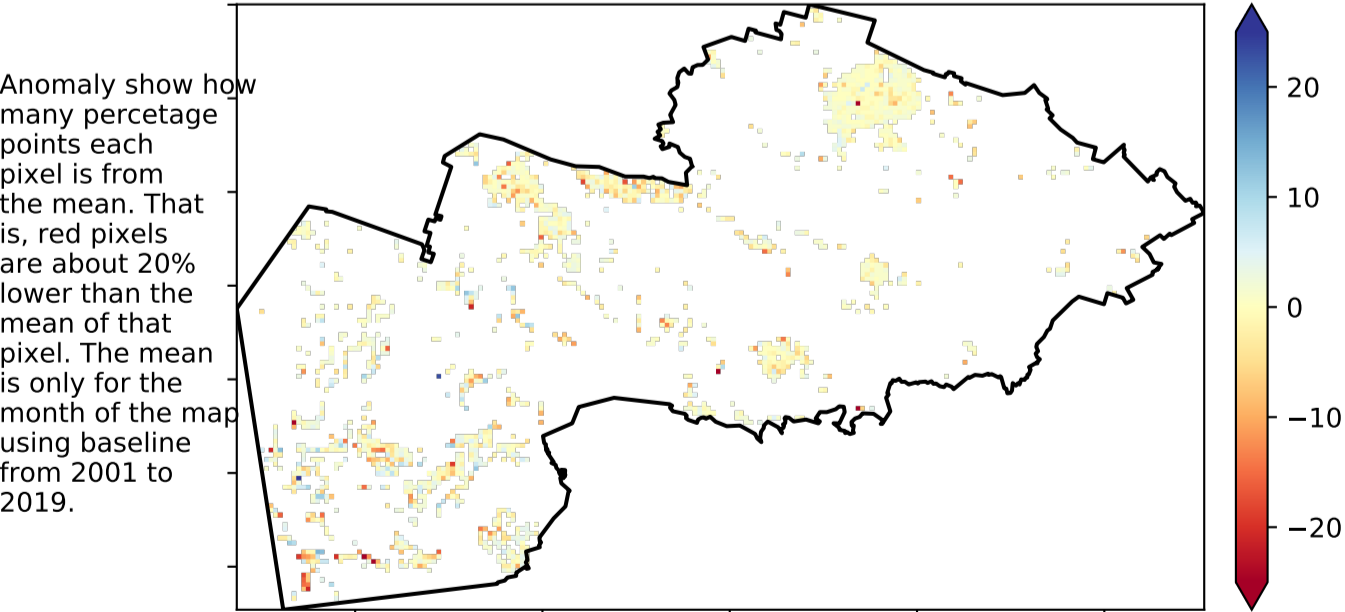 Anomaly show how
many percetage
points each
pixel is from
the mean. That
is, red pixels
are about 20%
lower than the
mean of that
pixel. The mean
is only for the
month of the map
using baseline
from 2001 to
2019.
20
10
0
−10
−20